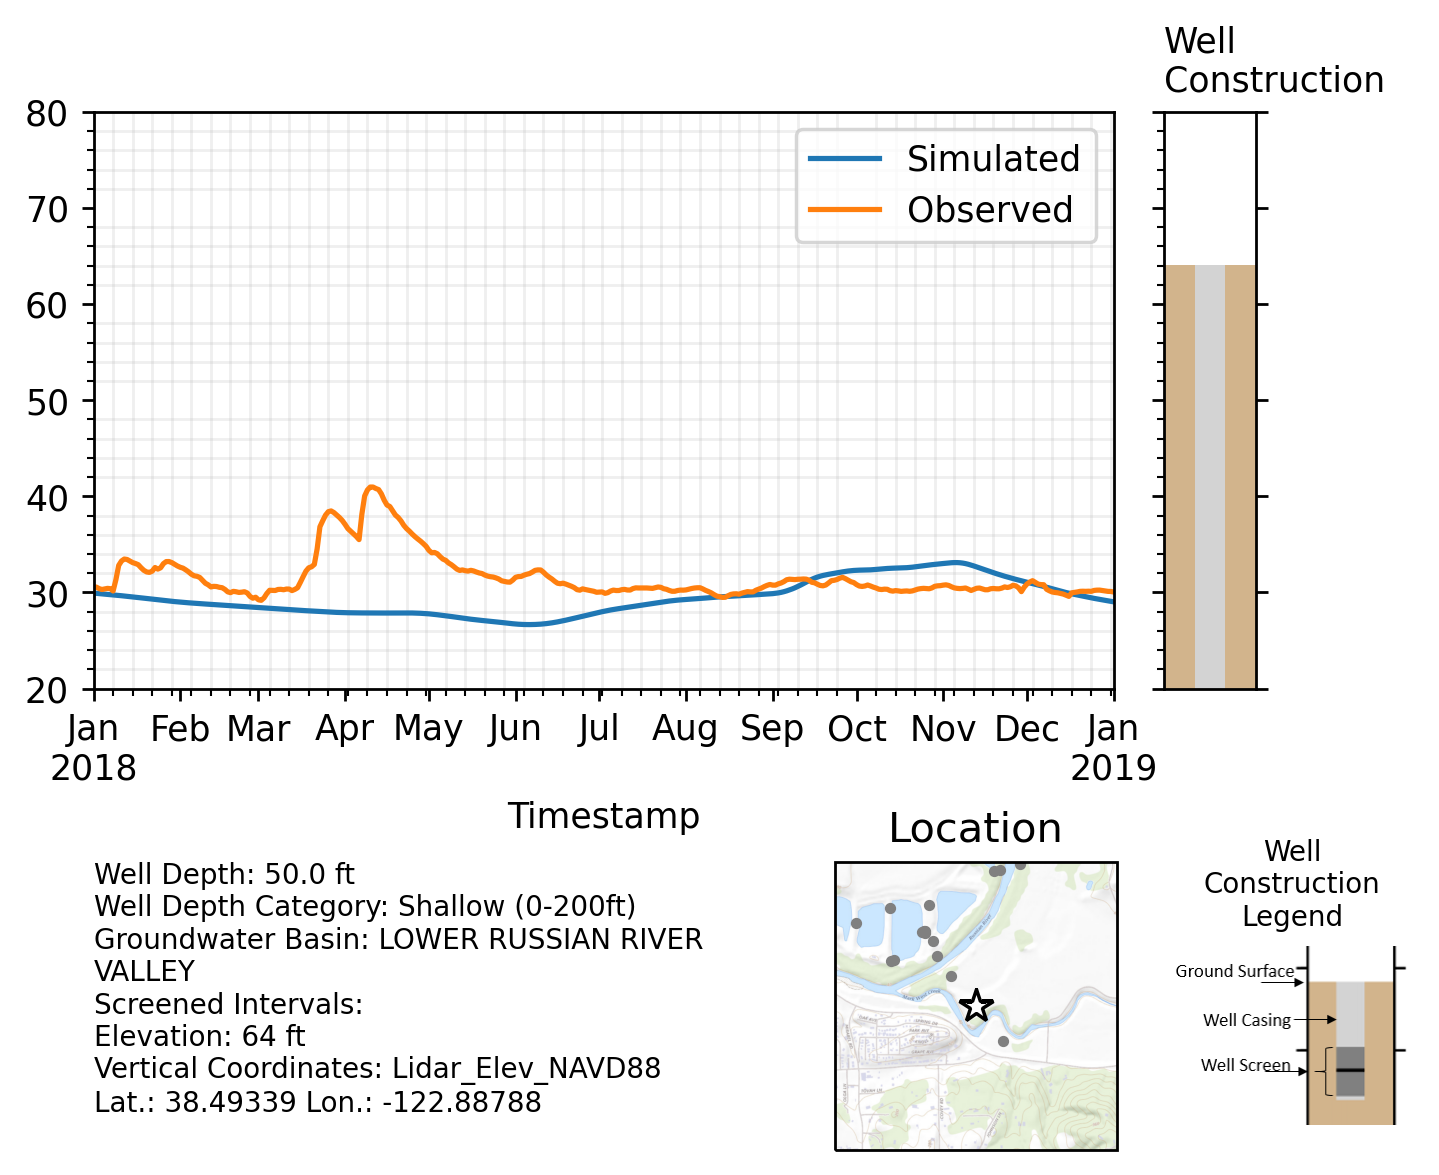 Well
Construction
80
70
60
50
40
30
20
Simulated
Observed
Jan Feb Mar Apr May Jun Jul Aug Sep Oct Nov Dec Jan
2018 2019
Timestamp
Well Depth: 50.0 ft
Well Depth Category: Shallow (0-200ft)
Groundwater Basin: LOWER RUSSIAN RIVER
VALLEY
Screened Intervals:
Elevation: 64 ft
Vertical Coordinates: Lidar_Elev_NAVD88
Lat.: 38.49339 Lon.: -122.88788
Location
Well
Construction
Legend
Ground Surface
Well Casing
Well Screen